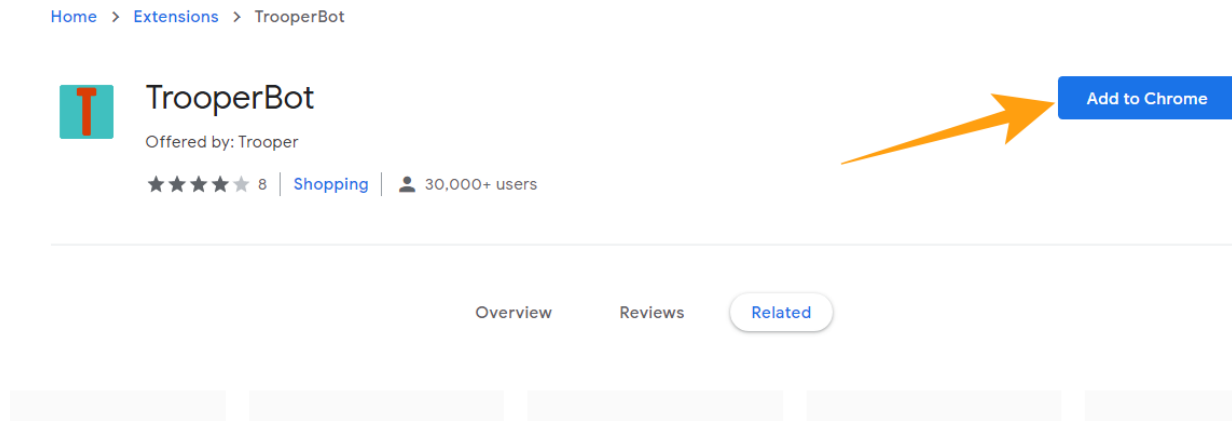 Home > Extensions > TrooperBot
TrooperBot
Add to Chrome
Offered by: Trooper
8 | Shopping | 30,000+ users
Overview Reviews Related